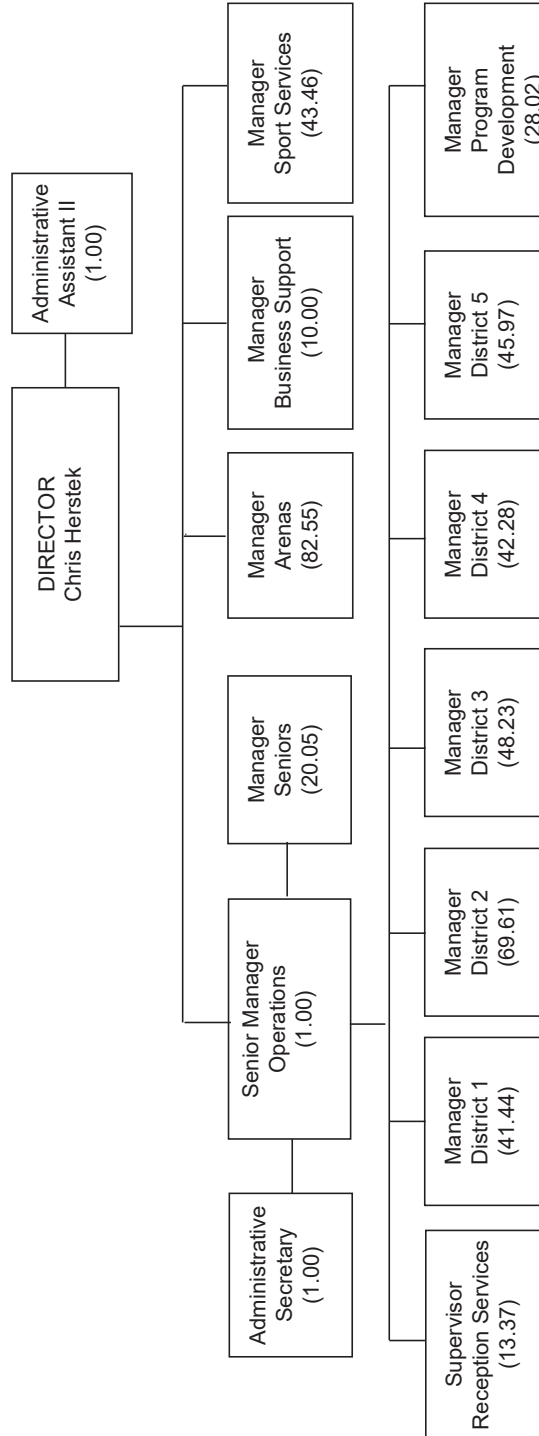 DIRECTOR
Chris Herstek
Administrative
Assistant II
(1.00)
Administrative
Secretary
(1.00)
Senior Manager
Operations
(1.00)
Manager
Seniors
(20.05)
Manager
Arenas
(82.55)
Manager
Business Support
(10.00)
Manager
Sport Services
(43.46)
Supervisor
Reception Services
(13.37)
Manager
District 1
(41.44)
Manager
District 2
(69.61)
Manager
District 3
(48.23)
Manager
District 4
(42.28)
Manager
District 5
(45.97)
Manager
Program
Development
(28.02)